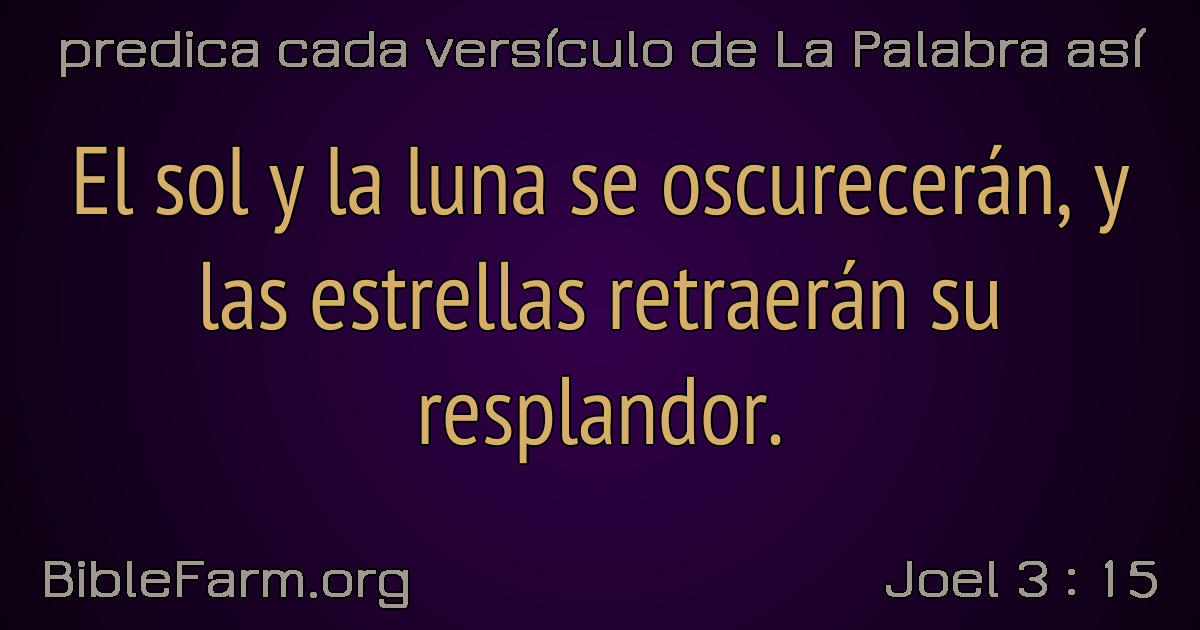 predica cada versículo de La Palabra así
El sol y la luna se oscurecerán, y
las estrellas retraerán su
resplandor.
BibleFarm.org
Joel 3 : 15